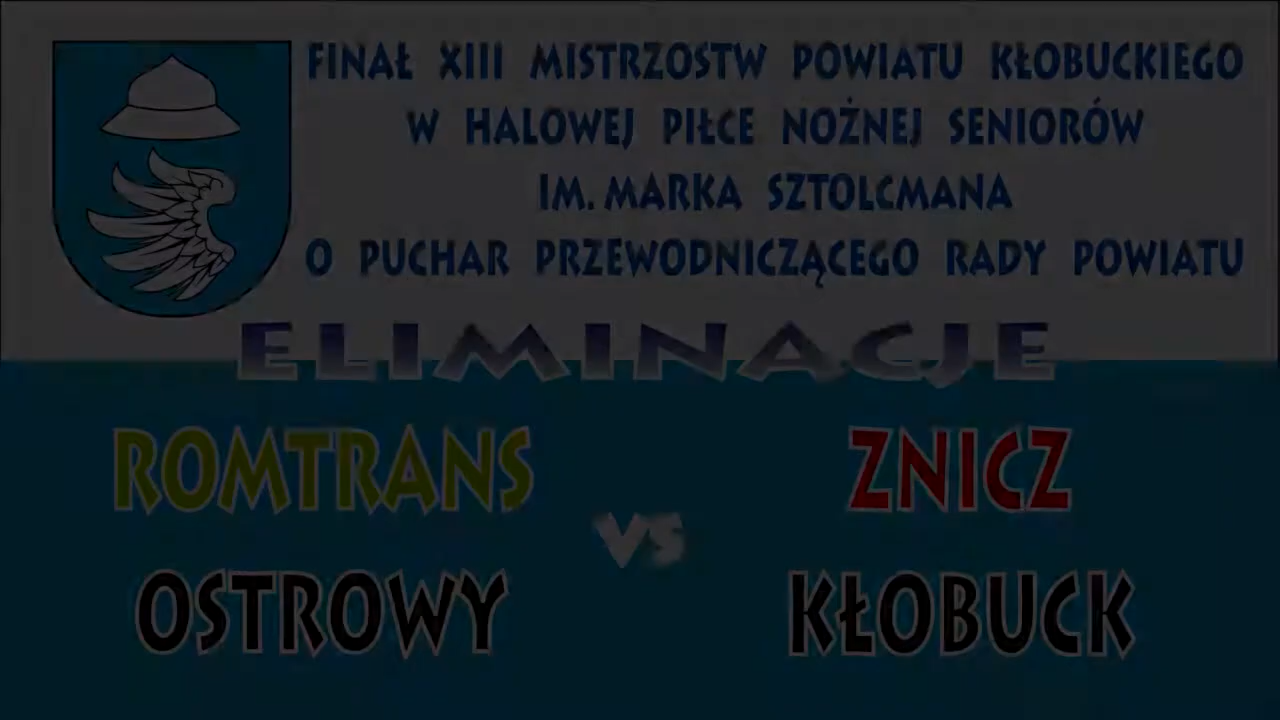 FINAŁ XIII MISTRZOSTW POWIATU KŁOBUCKIEGO
W HALOWEJ PIŁCE NOŻNEJ SENIORÓW
IM. MARKA SZTOLCMANA
O PUCHAR PRZEWODNICZĄCEGO RADY POWIATU
ELIMINACJE
ROMTRANS
OSTROWY
vs
ZNICZ
KŁOBUCK